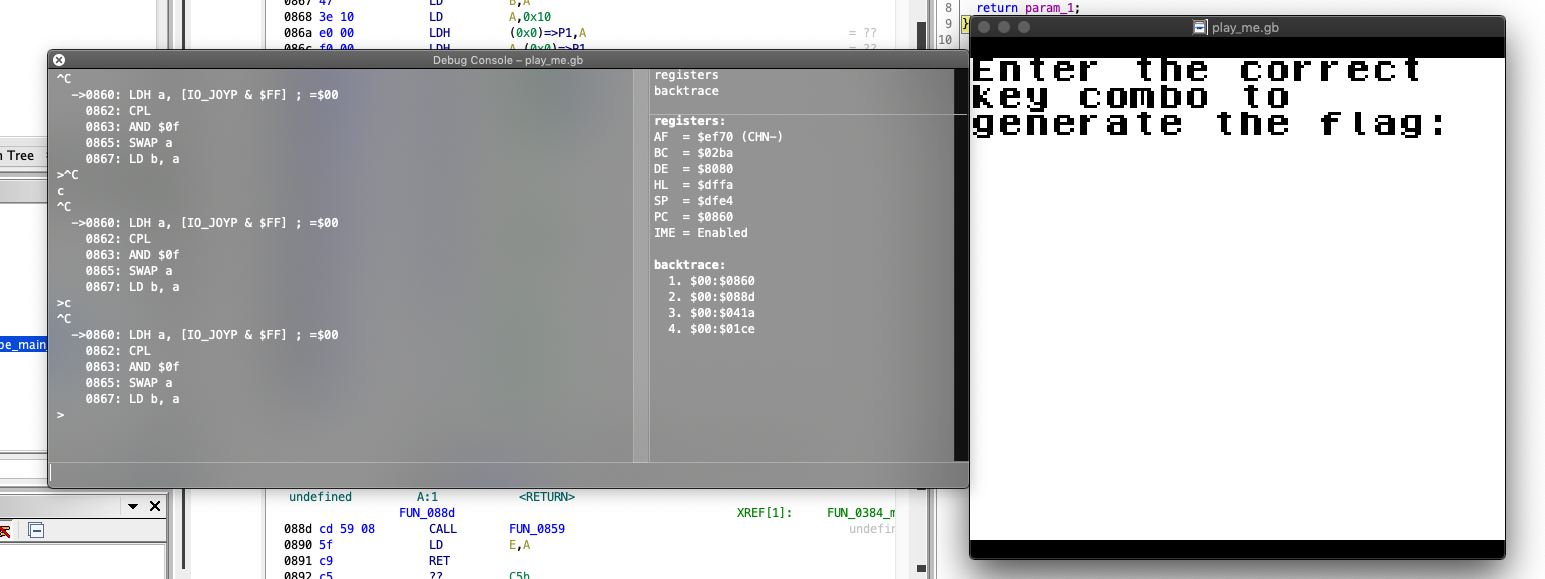 0867 47 LD B,A
0868 3e 10 LD A,0x10
086a e0 00 LDH (0x0)=>P1,A = ??
086c f0 00 LDH A,(0x0)=>P1 = ??
8 return param_1;
9 }
10
play_me.gb
Enter the correct
key combo to
generate the flag:
Debug Console – play_me.gb
^C
->0860: LDH a, [IO_JOYP & $FF] ; =$00
0862: CPL
0863: AND $0f
0865: SWAP a
0867: LD b, a
>^C
c
^C
->0860: LDH a, [IO_JOYP & $FF] ; =$00
0862: CPL
0863: AND $0f
0865: SWAP a
0867: LD b, a
>c
^C
->0860: LDH a, [IO_JOYP & $FF] ; =$00
0862: CPL
0863: AND $0f
0865: SWAP a
0867: LD b, a
>
registers
backtrace
registers:
AF = $ef70 (CHN-)
BC = $02ba
DE = $8080
HL = $dffa
SP = $dfe4
PC = $0860
IME = Enabled
backtrace:
1. $00:$0860
2. $00:$088d
3. $00:$041a
4. $00:$01ce
Tree
be_main
undefined A:1 <RETURN>
FUN_088d XREF[1]: FUN_0384_m
088d cd 59 08 CALL FUN_0859 undefin
0890 5f LD E,A
0891 c9 RET
0892 c5 ?? C5h